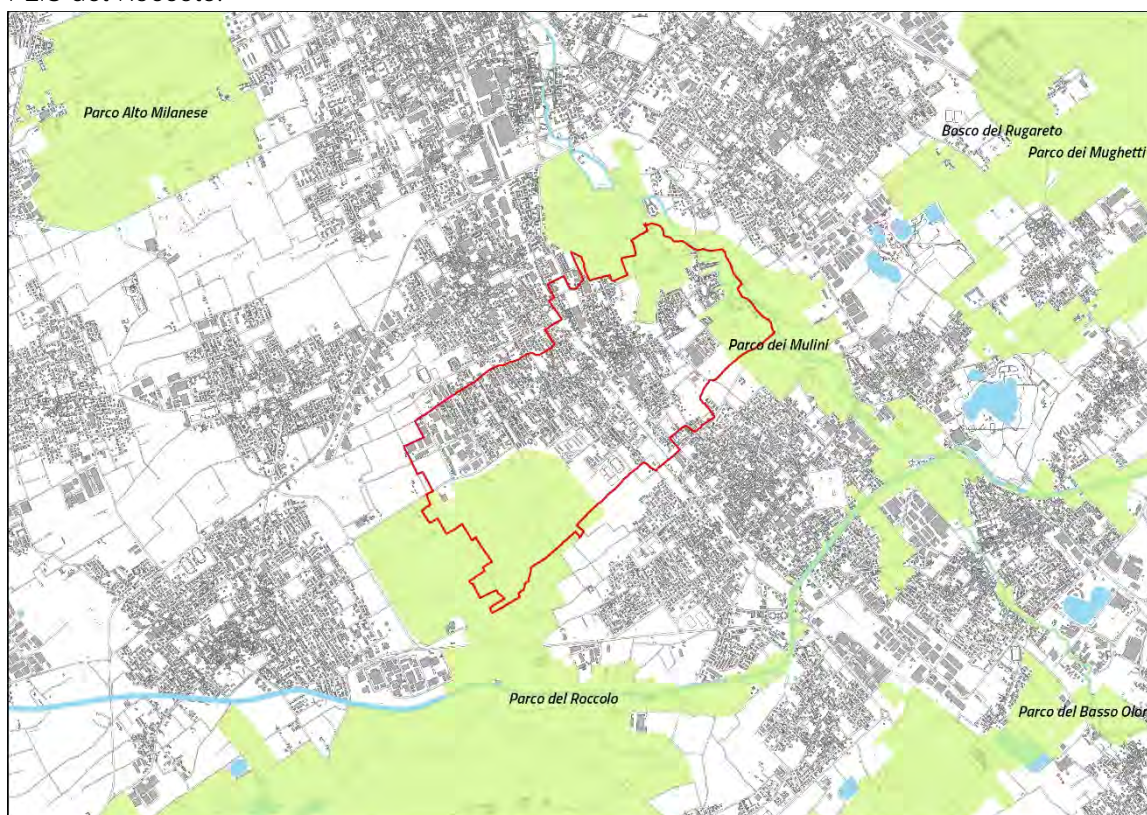 Parco Alto Milanese
Bosco del Rugareto
Parco dei Mughetti
Parco dei Mulini
Parco del Roccolo
Parco del Basso Olon